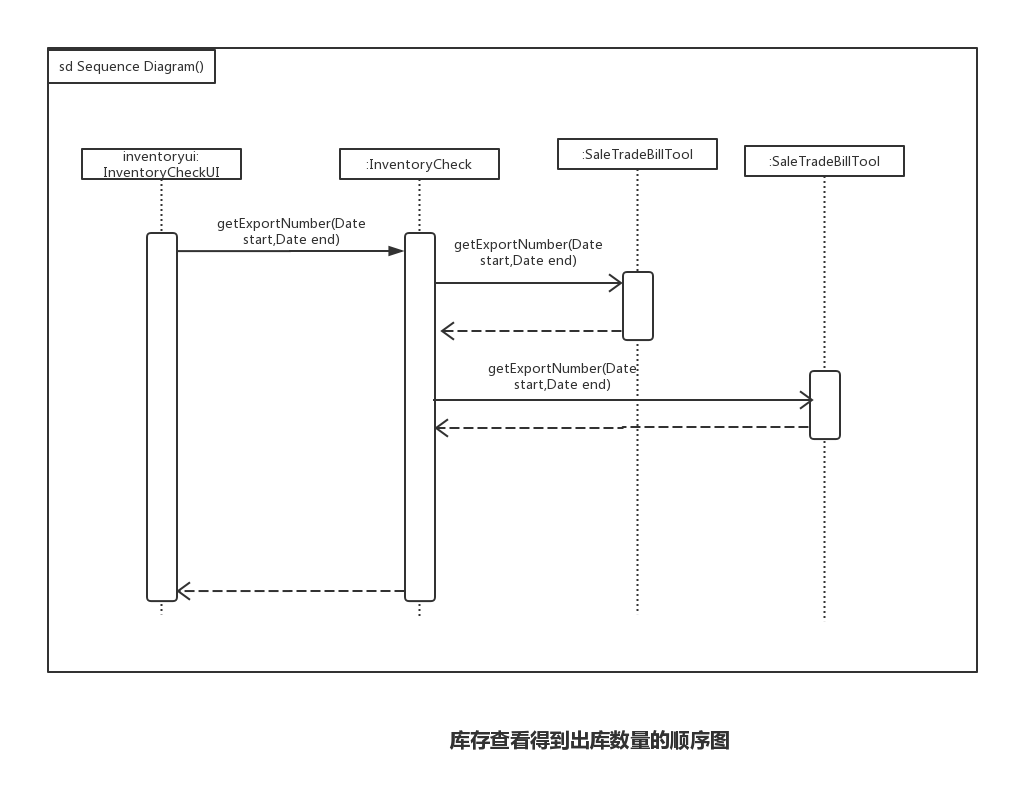 sd Sequence Diagram()
inventoryui:
InventoryCheckUI
:InventoryCheck
:SaleTradeBillTool
:SaleTradeBillTool
getExportNumber(Date
start,Date end)
getExportNumber(Date
start,Date end)
getExportNumber(Date
start,Date end)
库存查看得到出库数量的顺序图